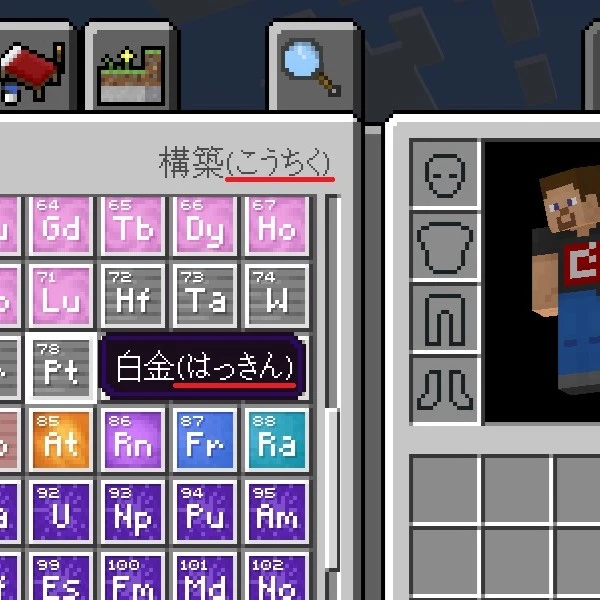 構築(こうちく)
64 65 66 67
Gd Tb Dy Ho
71 72 73 74
Lu Hf Ta W
78
Pt 白金(はっきん)
85 86 87 88
At Rn Fr Ra
92 93 94 95
U Np Pu Am
99 100 101 102
Es Fm Md No